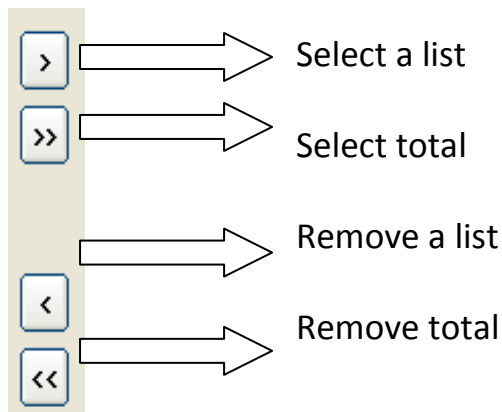 > Select a list
>> Select total
Remove a list
<
Remove total
<<